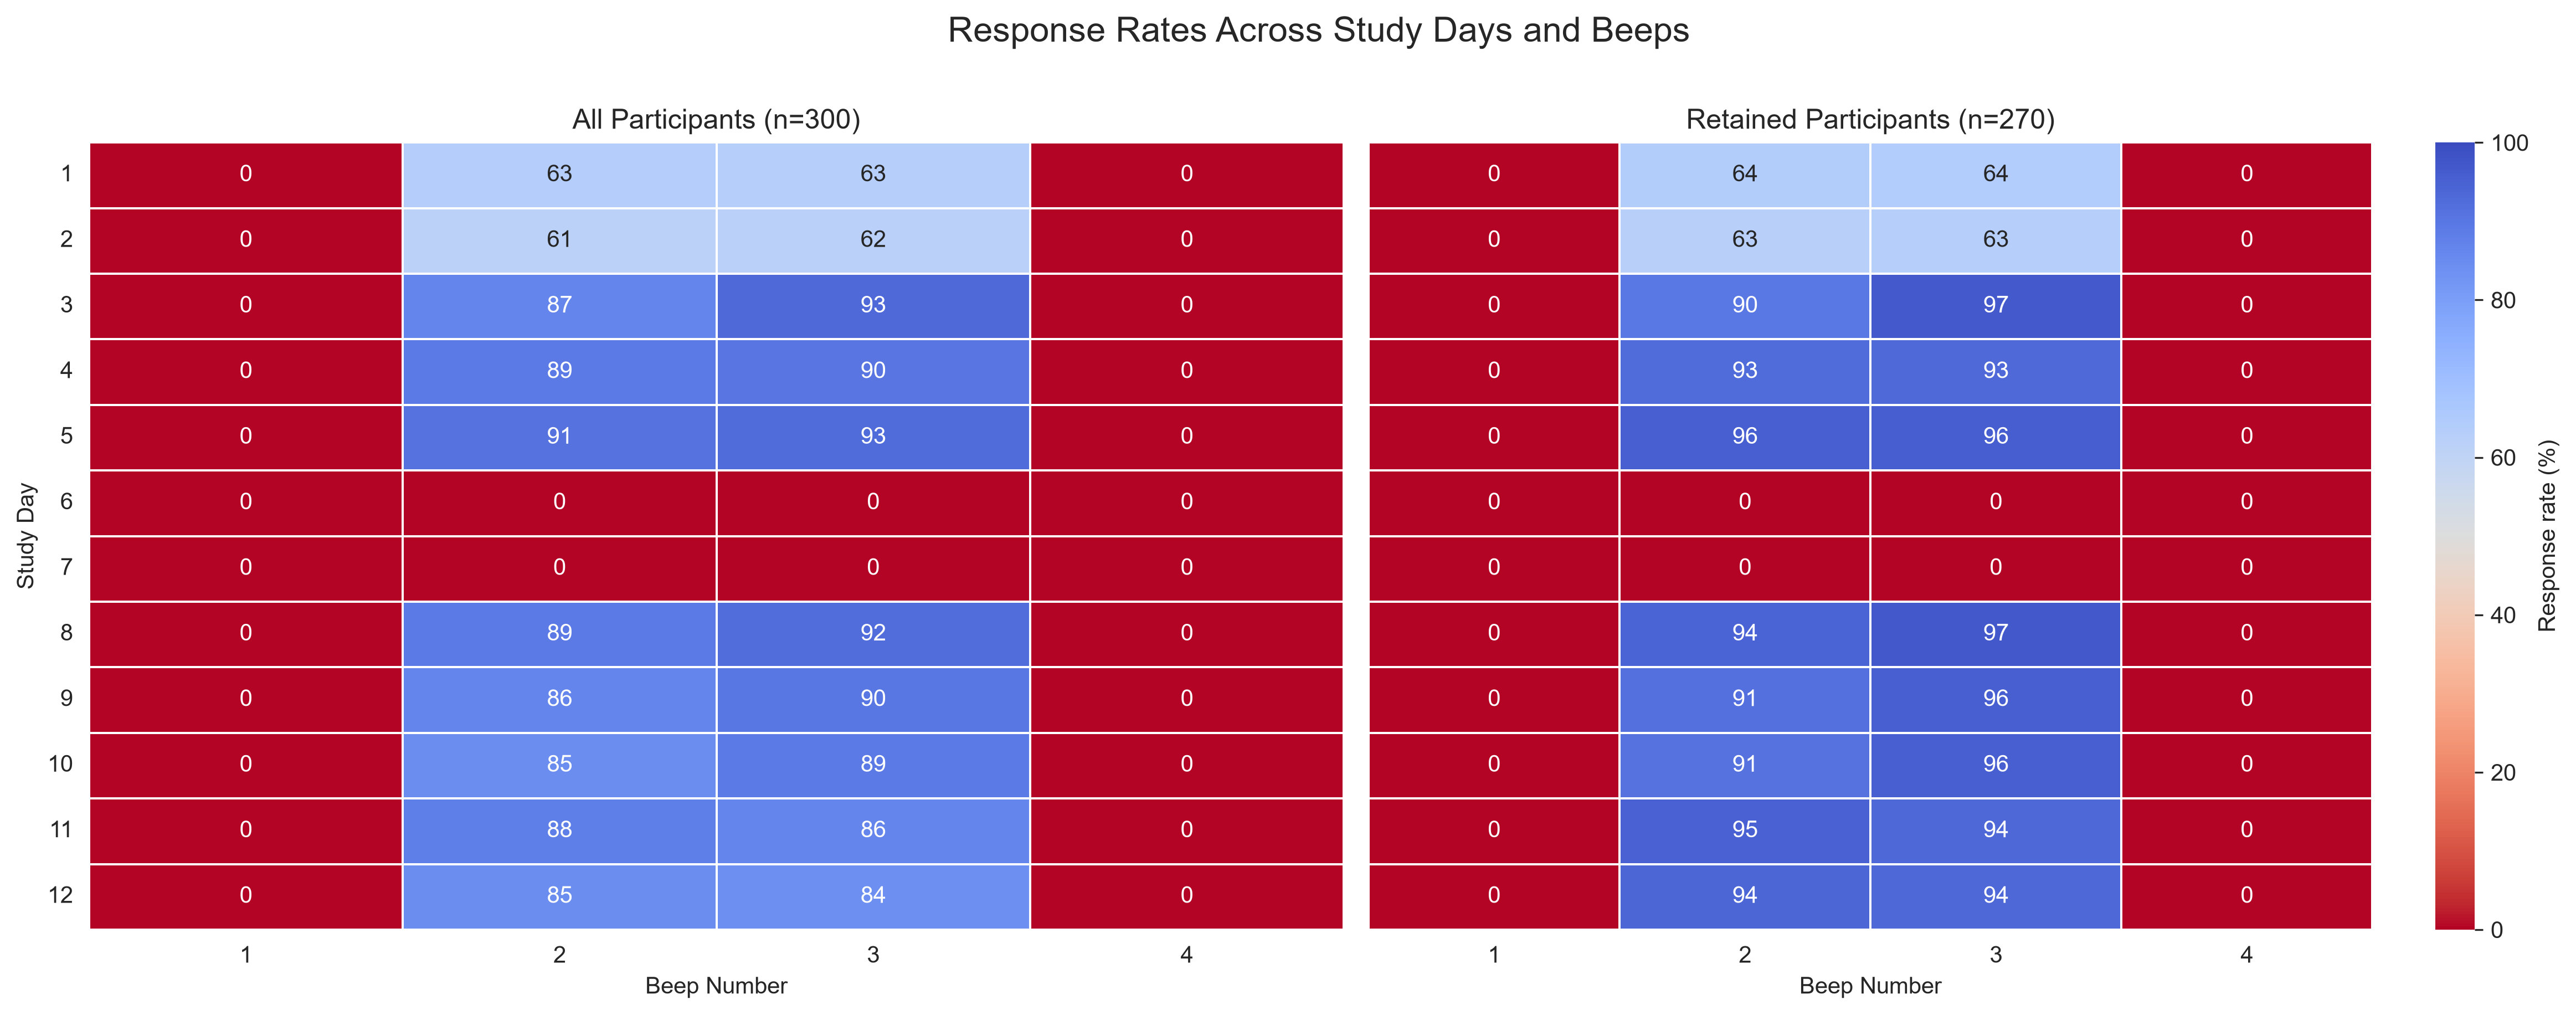 Response Rates Across Study Days and Beeps
All Participants (n=300)
Retained Participants (n=270)
1 0 63 63 0 0 64 64 0
2 0 61 62 0 0 63 63 0
3 0 87 93 0 0 90 97 0
4 0 89 90 0 0 93 93 0
5 0 91 93 0 0 96 96 0
6 0 0 0 0 0 0 0 0
7 0 0 0 0 0 0 0 0
8 0 89 92 0 0 94 97 0
9 0 86 90 0 0 91 96 0
10 0 85 89 0 0 91 96 0
11 0 88 86 0 0 95 94 0
12 0 85 84 0 0 94 94 0
1 2 3 4 1 2 3 4
Beep Number
Beep Number
Study Day
100
80
60
40
20
0
Response rate (%)